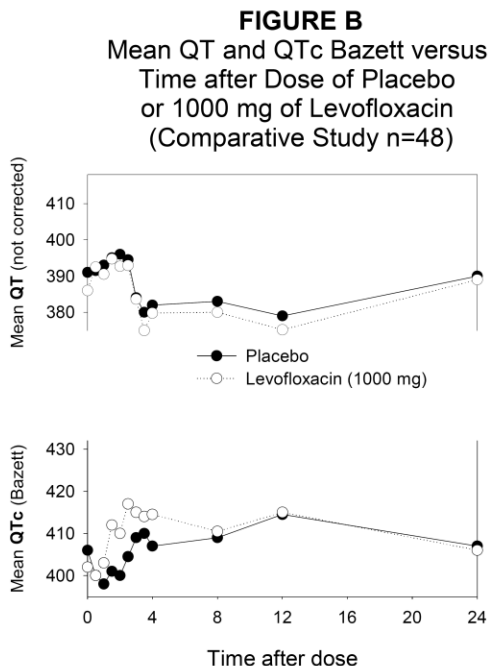 FIGURE B
Mean QT and QTc Bazett versus
Time after Dose of Placebo
or 1000 mg of Levofloxacin
(Comparative Study n=48)
Mean QT (not corrected)
410
400
390
380
Placebo
Levofloxacin (1000 mg)
Mean QTc (Bazett)
430
420
410
400
0 4 8 12 16 20 24
Time after dose